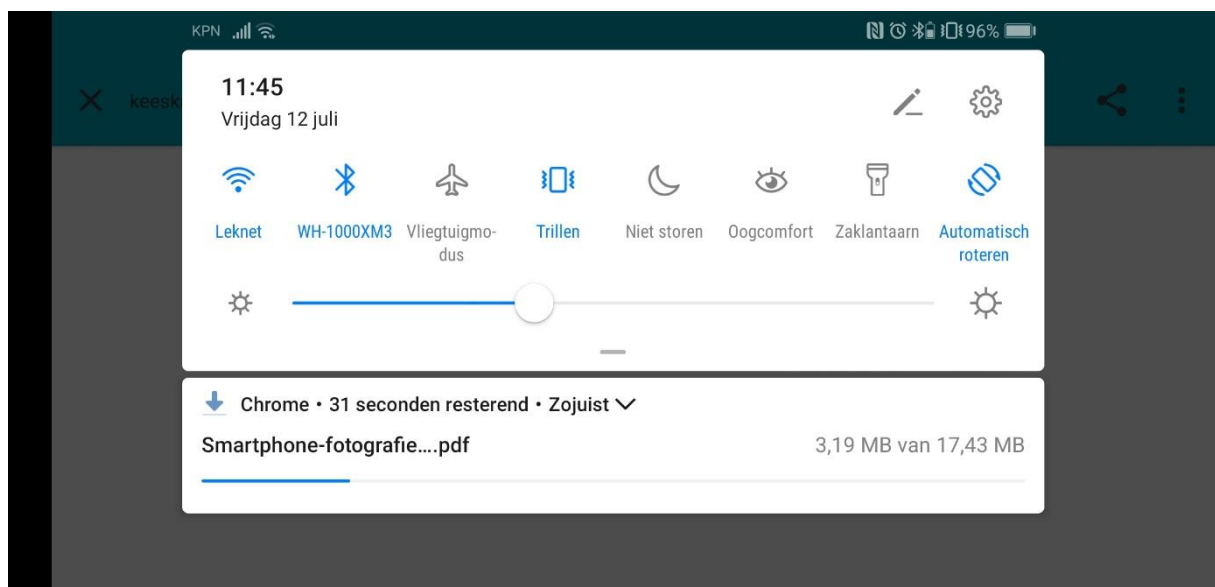 KPN 96%
keesk
11:45
Vrijdag 12 juli
Leknet WH-1000XM3 Vliegtuigmo-
dus Trillen Niet storen Oogcomfort Zaklantaarn Automatisch
roteren
Chrome • 31 seconden resterend • Zojuist
Smartphone-fotografie....pdf 3,19 MB van 17,43 MB